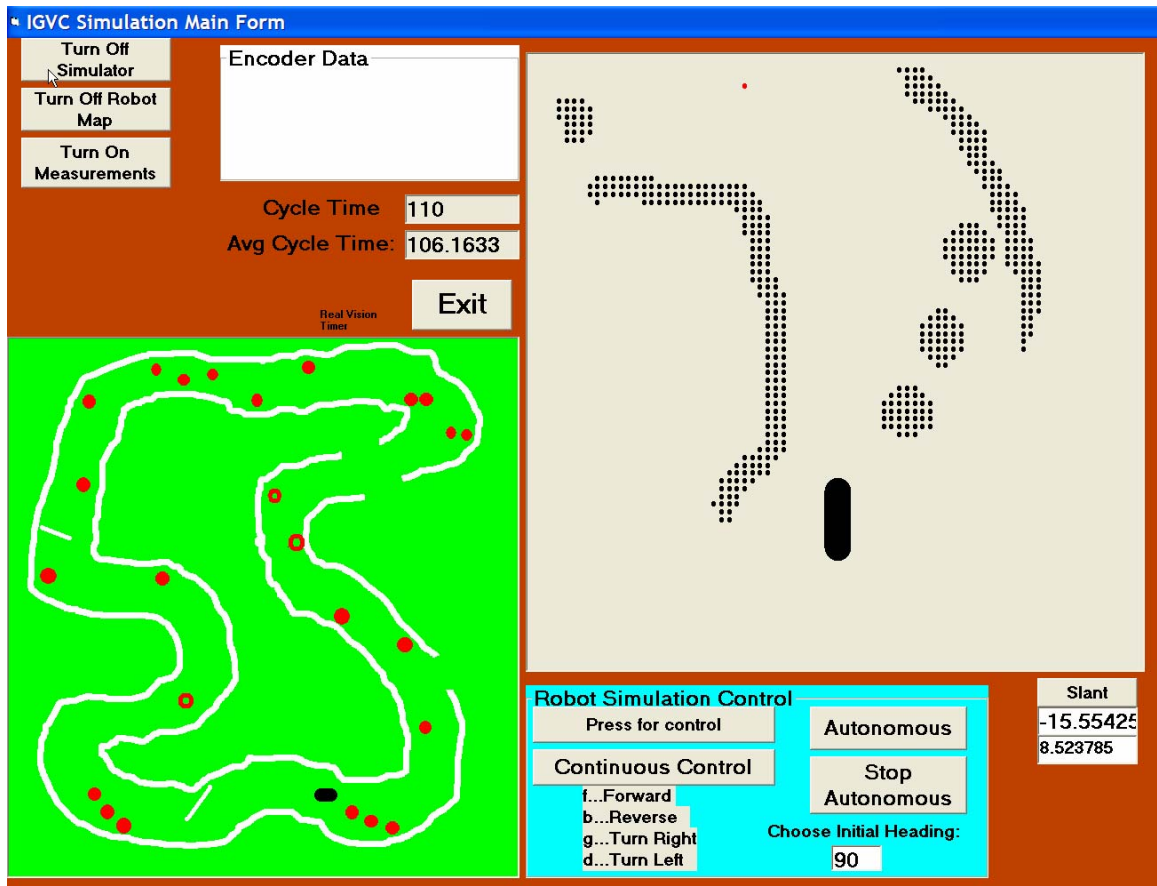 IGVC Simulation Main Form
Turn Off
Simulator
Turn Off Robot
Map
Turn On
Measurements
Encoder Data
Cycle Time 110
Avg Cycle Time: 106.1633
Exit
Real Vision
Timer
Robot Simulation Control
Press for control
Continuous Control
f...Forward
b...Reverse
g...Turn Right
d...Turn Left
Autonomous
Stop
Autonomous
Choose Initial Heading:
90
Slant
-15.55425
8.523785